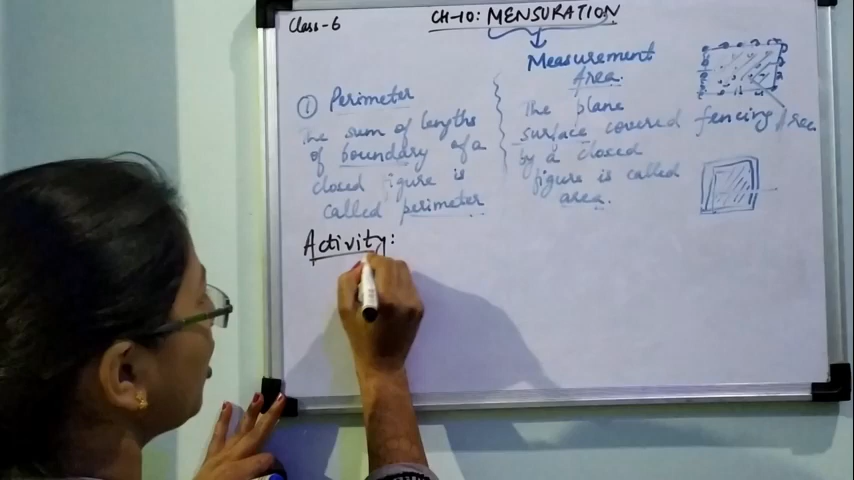 Class-6
CH-10: MENSURATION
Measurement
① Perimeter
The sum of lengths
of boundary of a
closed figure is
called perimeter
Area.
The plane
surface covered
by a closed
figure is called
area.
fencing
Activity: